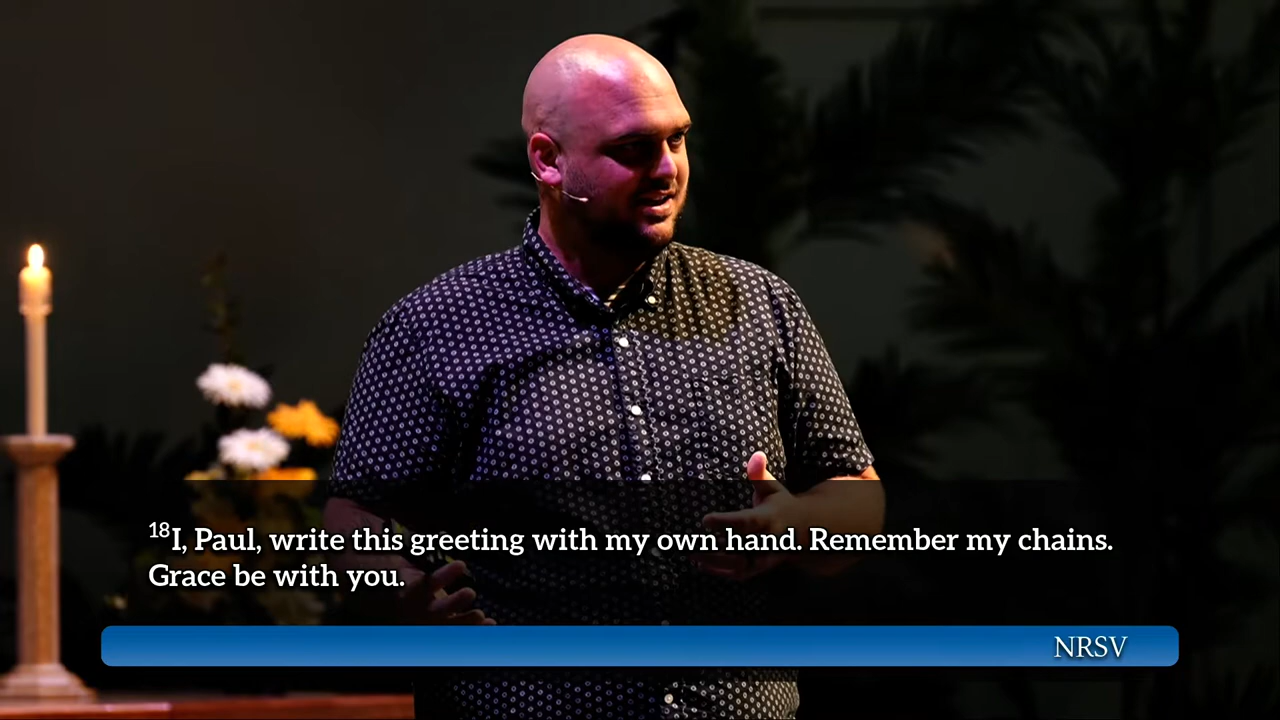 ¹⁸I, Paul, write this greeting with my own hand. Remember my chains.
Grace be with you.
NRSV